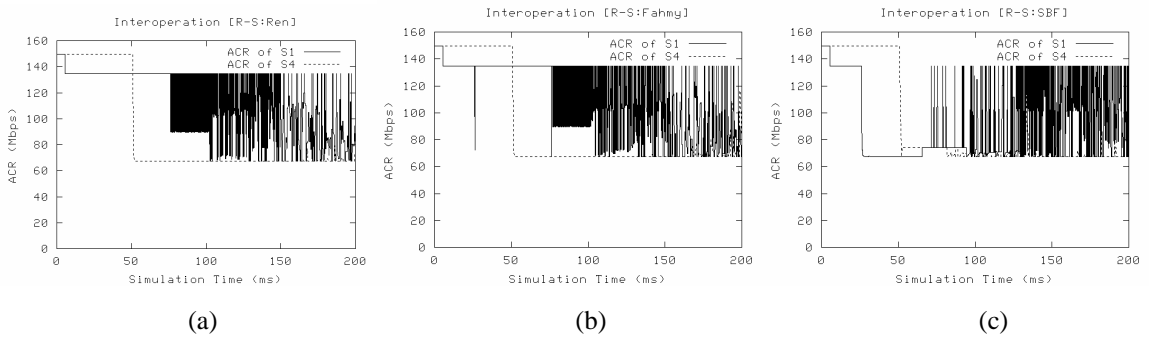 Interoperation [R-S:Ren]
ACR of S1
ACR of S4
160
140
120
100
80
60
40
20
0
ACR (Mbps)
0 50 100 150 200
Simulation Time (ms)
(a)
Interoperation [R-S:Fahmy]
ACR of S1
ACR of S4
160
140
120
100
80
60
40
20
0
ACR (Mbps)
0 50 100 150 200
Simulation Time (ms)
(b)
Interoperation [R-S:SBF]
ACR of S1
ACR of S4
160
140
120
100
80
60
40
20
0
ACR (Mbps)
0 50 100 150 200
Simulation Time (ms)
(c)